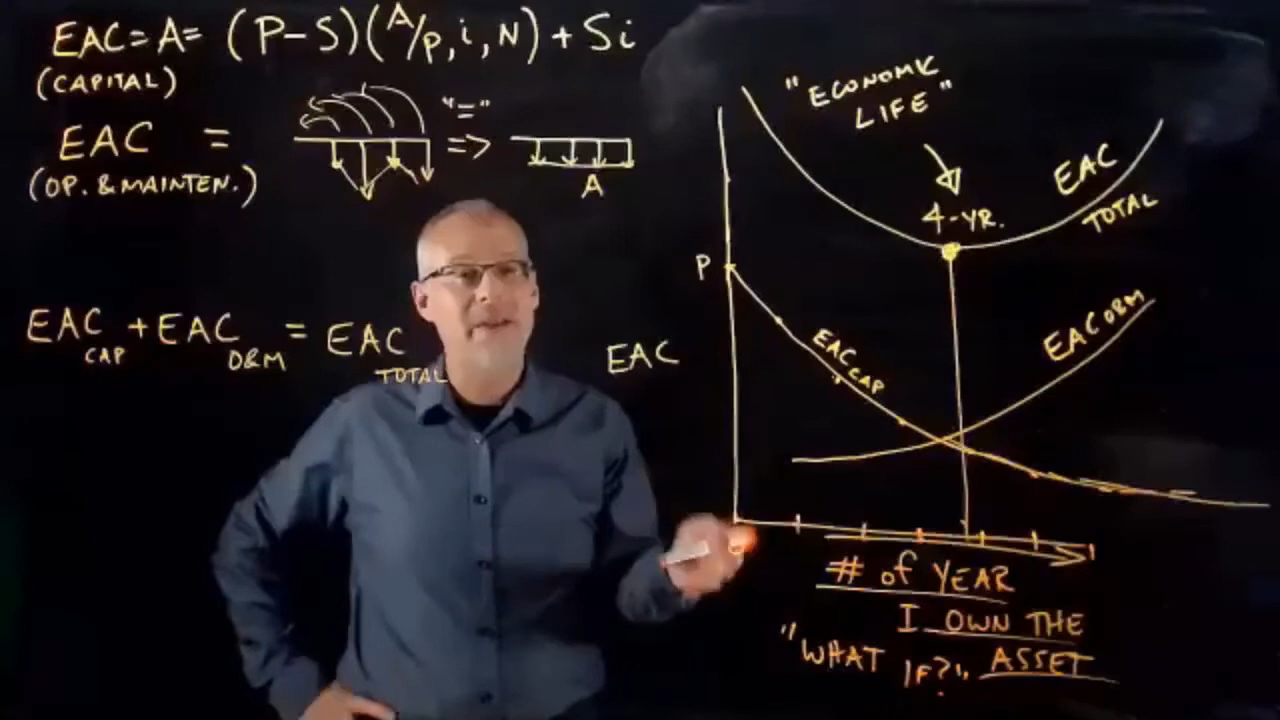 EAC = A = (P-S)(A/P, i, N) + Si
(CAPITAL)
EAC =
(OP. & MAINTEN.)
"="
=>
A
EAC CAP + EAC O&M = EAC TOTAL
EAC
"ECONOMIC
LIFE"
4-YR.
EAC
TOTAL
P
EAC CAP
EAC O&M
# of YEAR
I OWN THE
ASSET
"WHAT IF?"